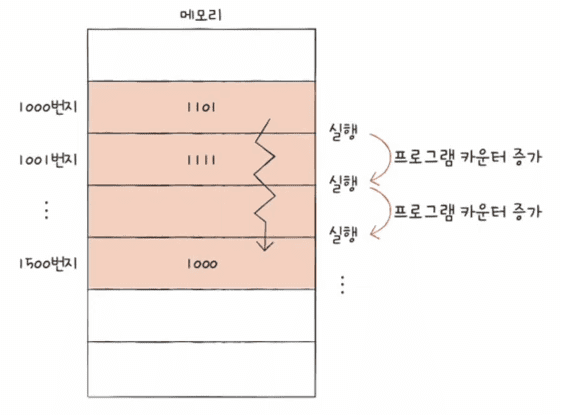 메모리
1000번지 1101
실행
프로그램 카운터 증가
1001번지 1111
실행
프로그램 카운터 증가
⋮
실행
1500번지 1000
⋮